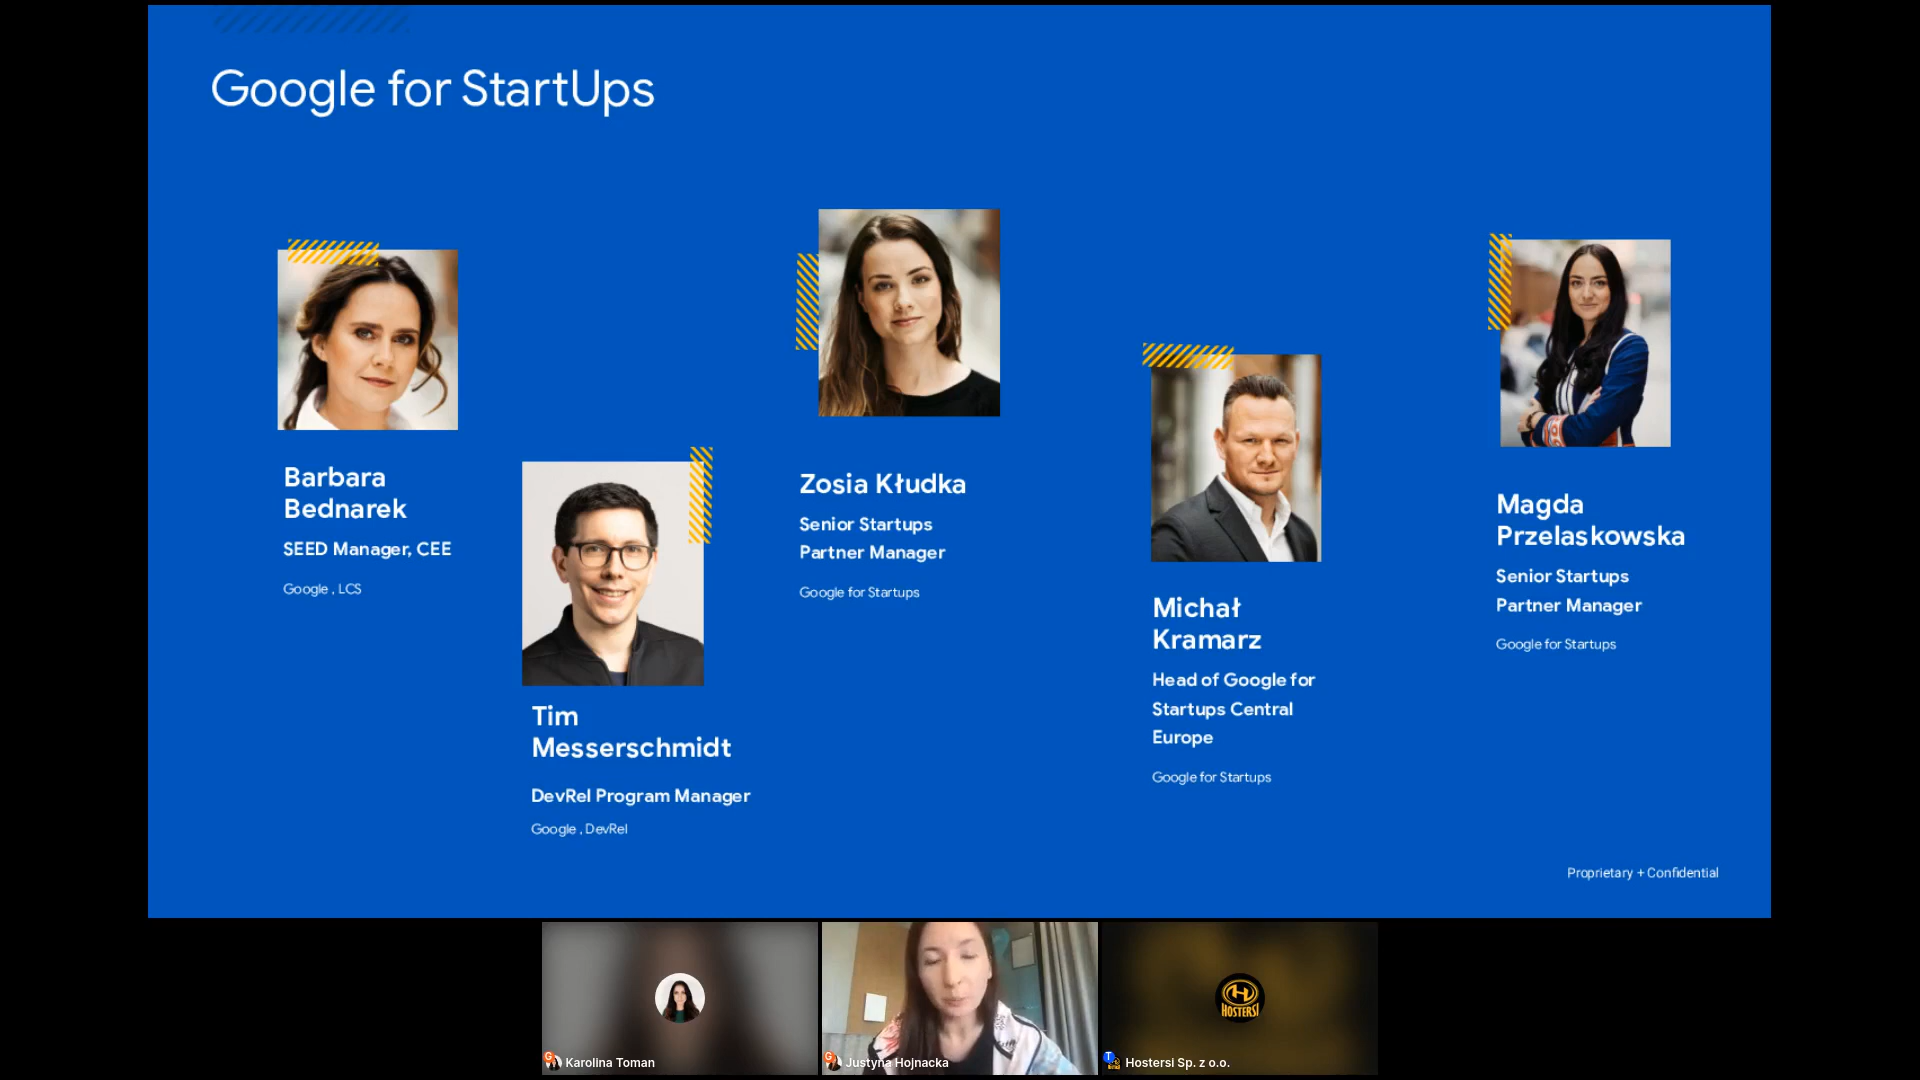 Google for StartUps
Barbara
Bednarek
SEED Manager, CEE
Google , LCS
Tim
Messerschmidt
DevRel Program Manager
Google , DevRel
Zosia Kłudka
Senior Startups
Partner Manager
Google for Startups
Michał
Kramarz
Head of Google for
Startups Central
Europe
Google for Startups
Magda
Przelaskowska
Senior Startups
Partner Manager
Google for Startups
Proprietary + Confidential
G
Karolina Toman
G
Justyna Hojnacka
HOSTERSI
T
Hostersi Sp. z o.o.